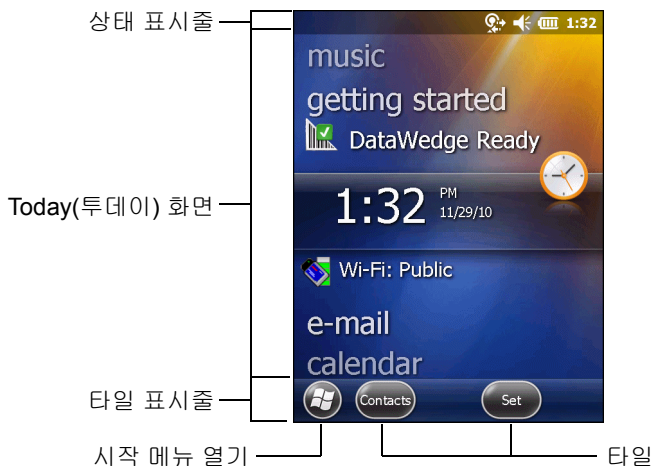 상태 표시줄
1:32
music
getting started
DataWedge Ready
Today(투데이) 화면
1:32 PM
11/29/10
Wi-Fi: Public
e-mail
calendar
타일 표시줄
Contacts
Set
시작 메뉴 열기
타일